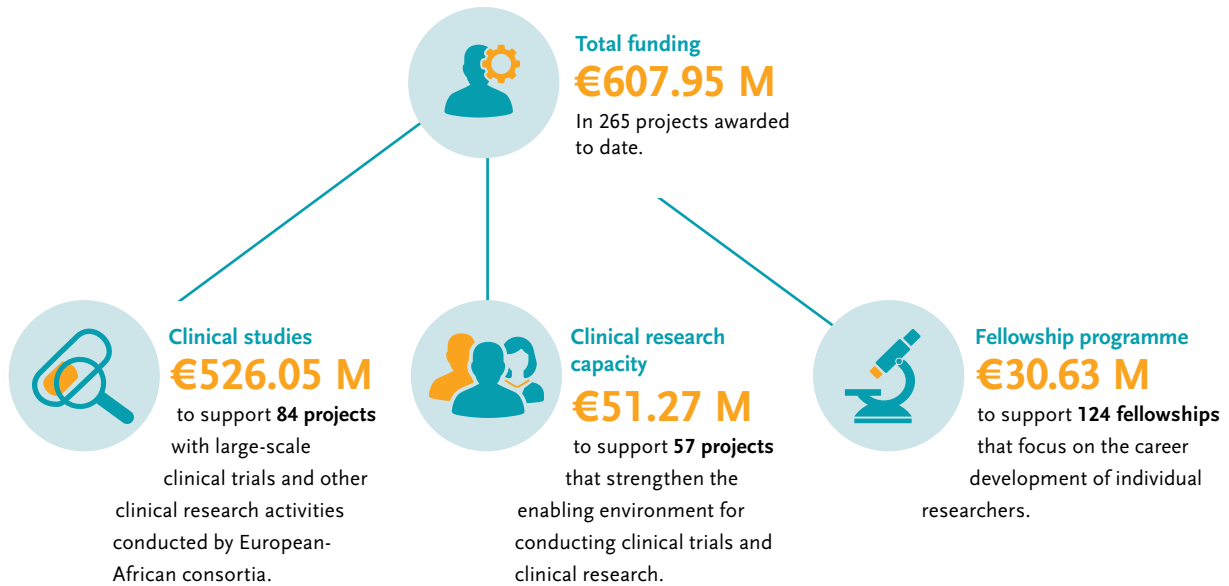 Total funding
€607.95 M
In 265 projects awarded
to date.
Clinical studies
€526.05 M
to support 84 projects
with large-scale
clinical trials and other
clinical research activities
conducted by European-
African consortia.
Clinical research
capacity
€51.27 M
to support 57 projects
that strengthen the
enabling environment for
conducting clinical trials and
clinical research.
Fellowship programme
€30.63 M
to support 124 fellowships
that focus on the career
development of individual
researchers.